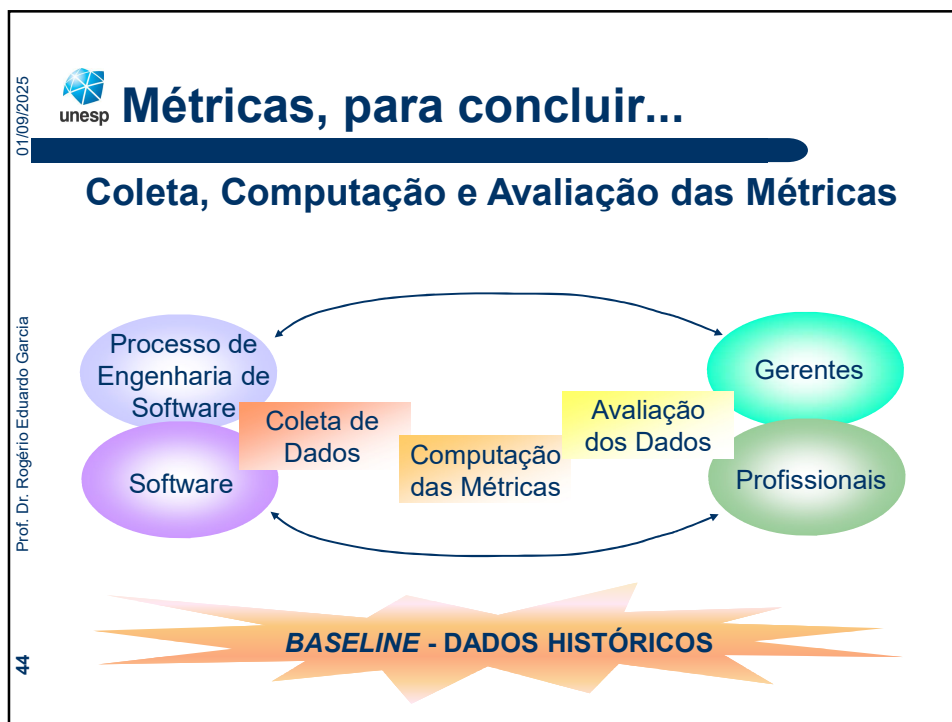 01/09/2025
unesp
Métricas, para concluir...
Coleta, Computação e Avaliação das Métricas
Prof. Dr. Rogério Eduardo Garcia
Processo de
Engenharia de
Software
Software
Coleta de
Dados
Computação
das Métricas
Avaliação
dos Dados
Gerentes
Profissionais
BASELINE - DADOS HISTÓRICOS
44